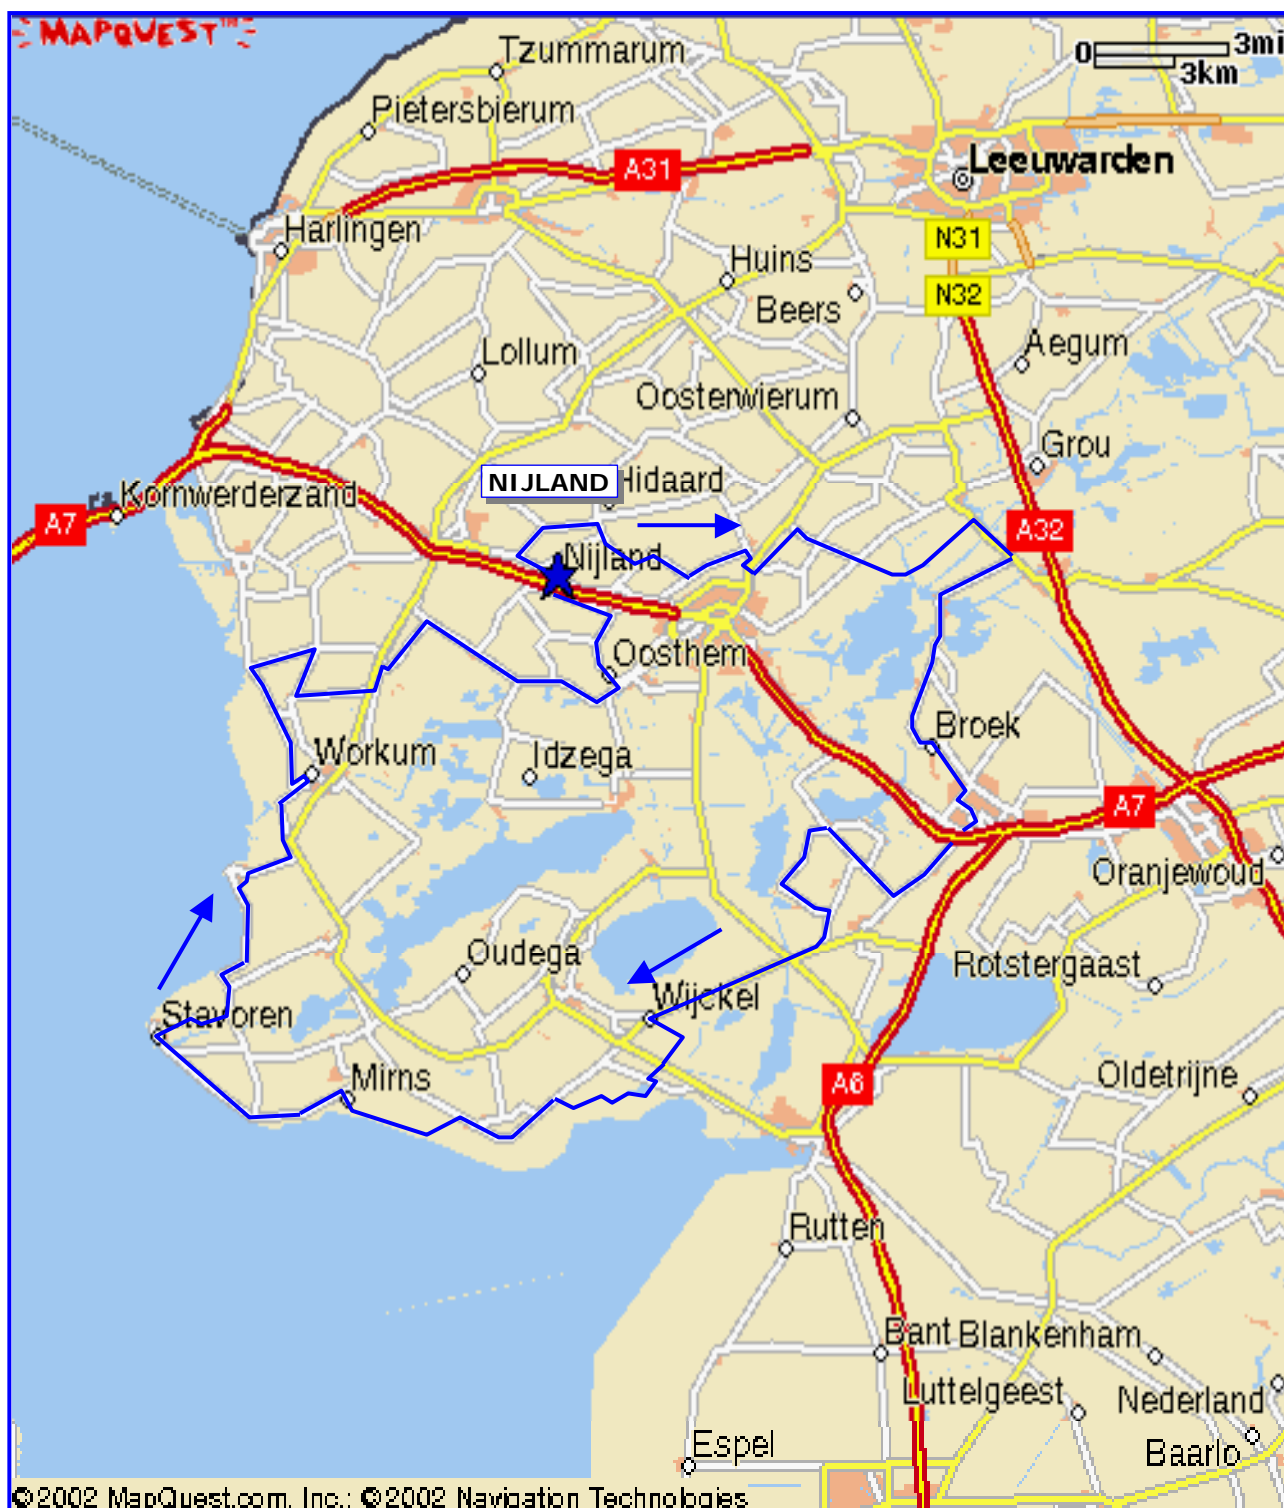 MAPQUEST™
0 3mi
3km
Tzummarum
Pietersbierum
A31
Leeuwarden
Harlingen
N31
Huins
N32
Beers
Aegum
Lollum
Oosterwierum
Grou
NIJLAND
Hidaard
Kornwerderzand
A7
A32
Nijland
Oosthem
Broek
Workum
Idzega
A7
Oranjewoud
Oudega
Rotstergaast
Wijckel
Stavoren
Mirns
A6
Oldetrijne
Rutten
Bant
Blankenham
Luttelgeest
Nederland
Espel
Baarlo
©2002 MapQuest.com, Inc.; ©2002 Navigation Technologies